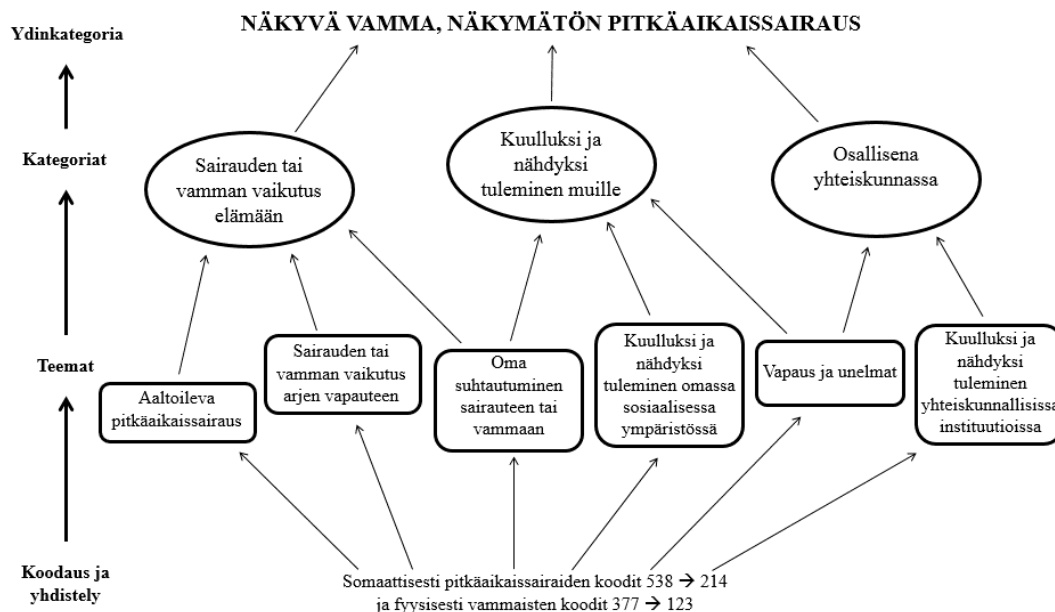 Ydinkategoria
NÄKYVÄ VAMMA, NÄKYMÄTÖN PITKÄAIKAISSAIRAUS
Kategoriat
Sairauden tai
vamman vaikutus
elämään
Kuulluksi ja
nähdyksi
tuleminen muille
Osallisena
yhteiskunnassa
Teemat
Aaltoileva
pitkäaikaissairaus
Sairauden tai
vamman vaikutus
arjen vapauteen
Oma
suhtautuminen
sairauteen tai
vammaan
Kuulluksi ja
nähdyksi
tuleminen omassa
sosiaalisessa
ympäristössä
Vapaus ja unelmat
Kuulluksi ja
nähdyksi
tuleminen
yhteiskunnallisissa
instituutioissa
Koodaus ja
yhdistely
Somaattisesti pitkäaikaissairaiden koodit 538 → 214
ja fyysisesti vammaisten koodit 377 → 123